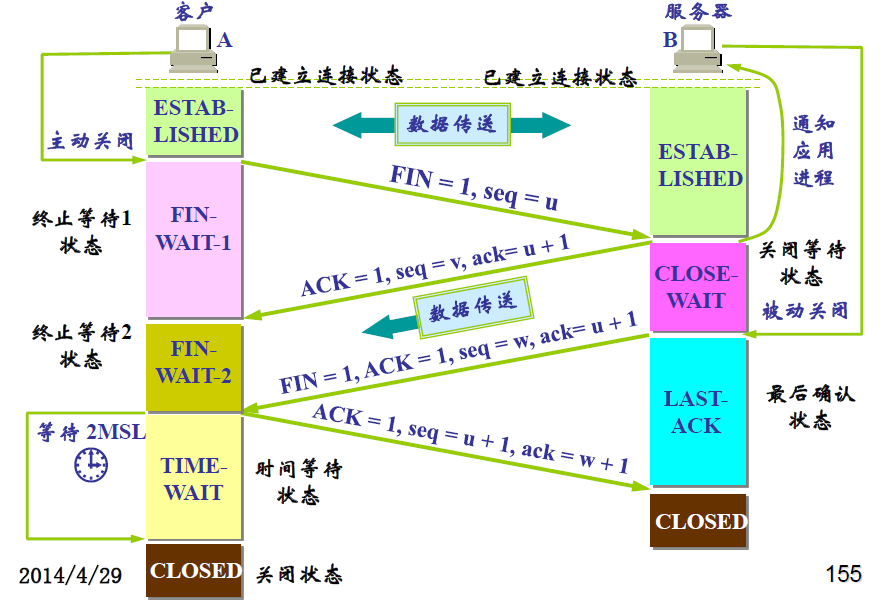 客户
服务器
A
B
已建立连接状态
已建立连接状态
ESTAB-
LISHED
数据传送
主动关闭
通知
应用
进程
ESTAB-
LISHED
FIN = 1, seq = u
终止等待1
状态
FIN-
WAIT-1
ACK = 1, seq = v, ack= u + 1
CLOSE-
WAIT
关闭等待
状态
数据传送
被动关闭
终止等待2
状态
FIN-
WAIT-2
FIN = 1, ACK = 1, seq = w, ack= u + 1
LAST-
ACK
最后确认
状态
ACK = 1, seq = u + 1, ack = w + 1
等待 2MSL
TIME-
WAIT
时间等待
状态
CLOSED
CLOSED
关闭状态
2014/4/29
155